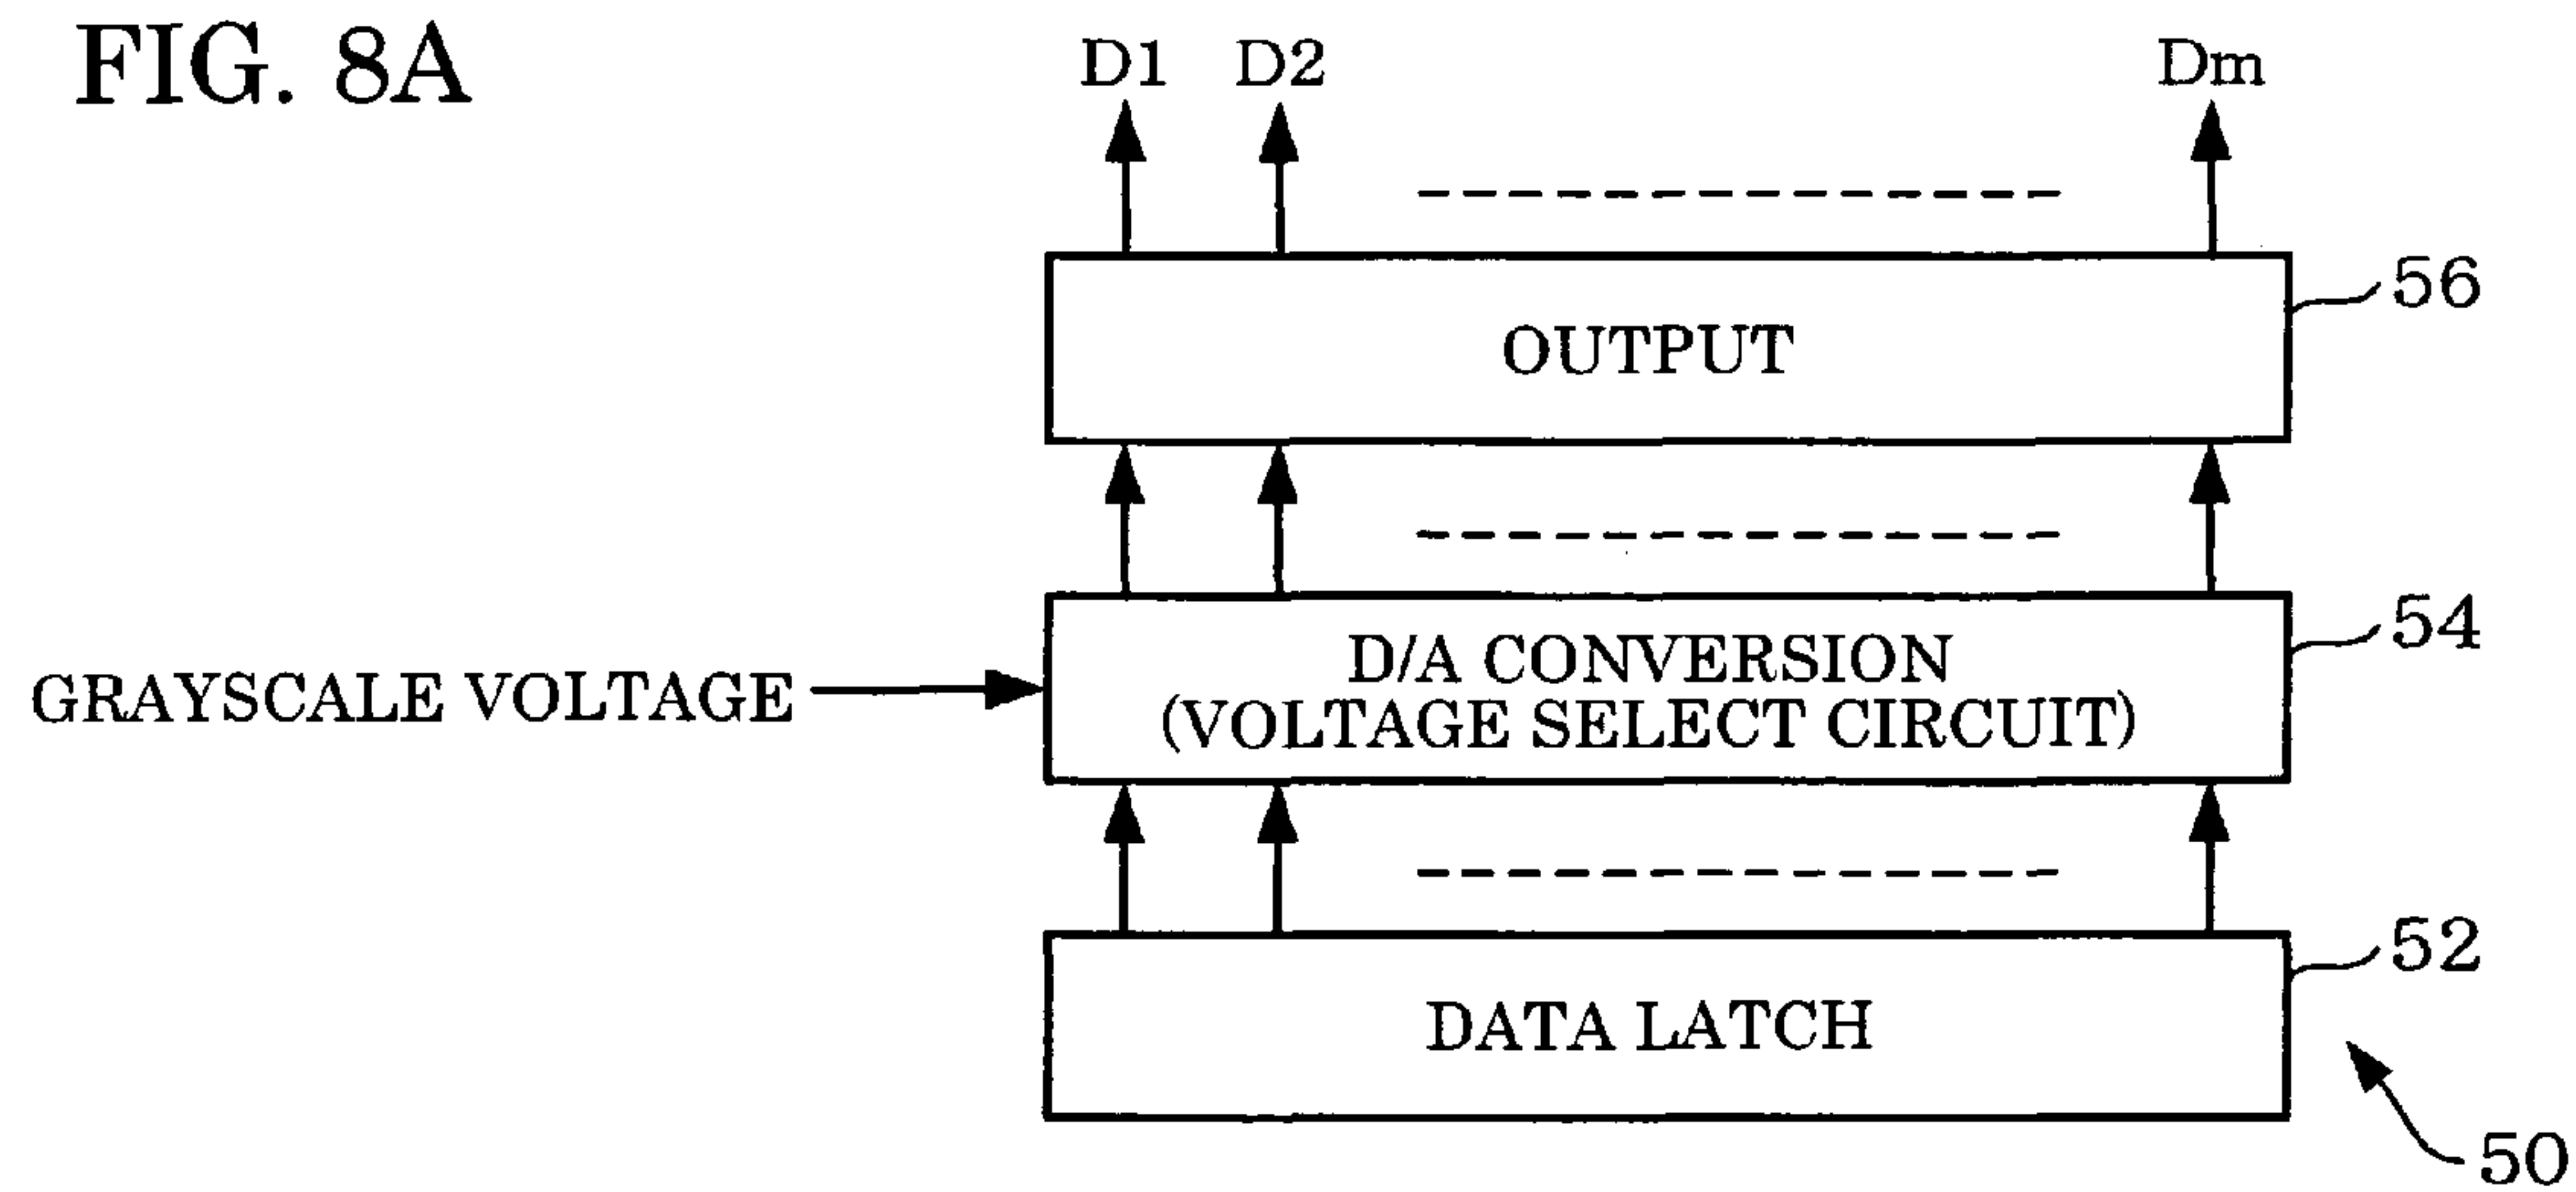 FIG. 8A
D1 D2 Dm
OUTPUT
56
GRAYSCALE VOLTAGE
D/A CONVERSION
(VOLTAGE SELECT CIRCUIT)
54
DATA LATCH
52
50